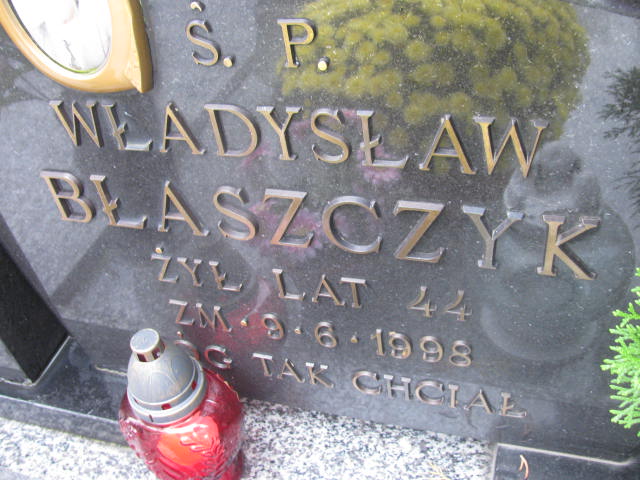 Ś. P.
WŁADYSŁAW
BŁASZCZYK
ŻYŁ LAT 44
ZM. 9·6·1998
TAK CHCIAŁ